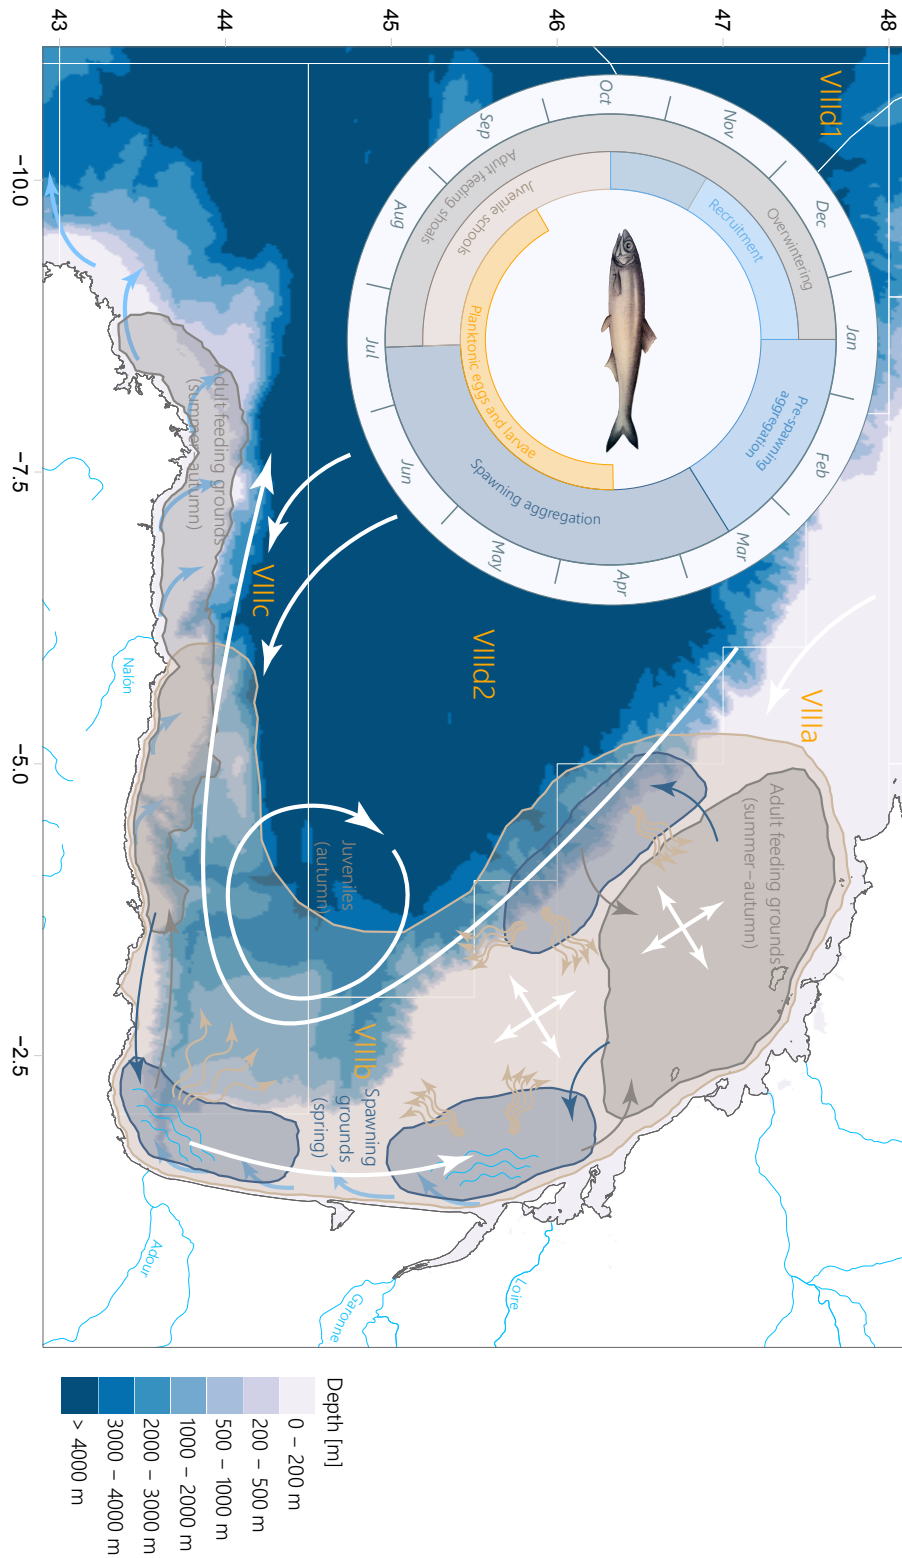 48
47
46
45
44
43
−10.0
−7.5
−5.0
−2.5
VIIId1
VIIIa
VIIId2
VIIIc
VIIIb
Jan
Feb
Mar
Apr
May
Jun
Jul
Aug
Sep
Oct
Nov
Dec
Overwintering
Adult feeding shoals
Recruitment
Juvenile schools
Pre-spawning
aggregation
Spawning aggregation
Planktonic eggs and larvae
Adult feeding grounds
(summer−autumn)
Juveniles
(autumn)
Spawning
grounds
(spring)
dult feeding grounds
(summer−autumn)
Nalón
Adour
Garonne
Loire
Depth [m]
0 – 200 m
200 – 500 m
500 – 1000 m
1000 – 2000 m
2000 – 3000 m
3000 – 4000 m
> 4000 m